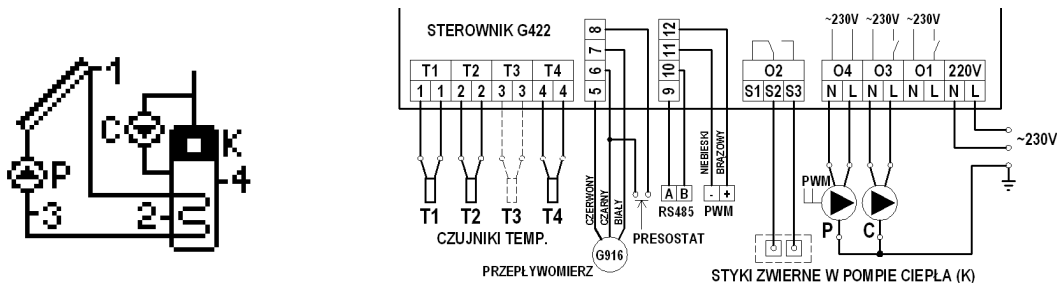 1
C
K
P
4
3
2
STEROWNIK G422
T1 T2 T3 T4
1 1 2 2 3 3 4 4
8
7
6
5
12
11
10
9
~230V ~230V ~230V
O2 O4 O3 O1 220V
S1 S2 S3 N L N L N L N L
~230V
CZERWONY
CZARNY
BIAŁY
NIEBIESKI
BRĄZOWY
A B
RS485
- +
PWM
PWM
P C
T1 T2 T3 T4
CZUJNIKI TEMP.
PRESOSTAT
G916
PRZEPŁYWOMIERZ
STYKI ZWIERNE W POMPIE CIEPŁA (K)